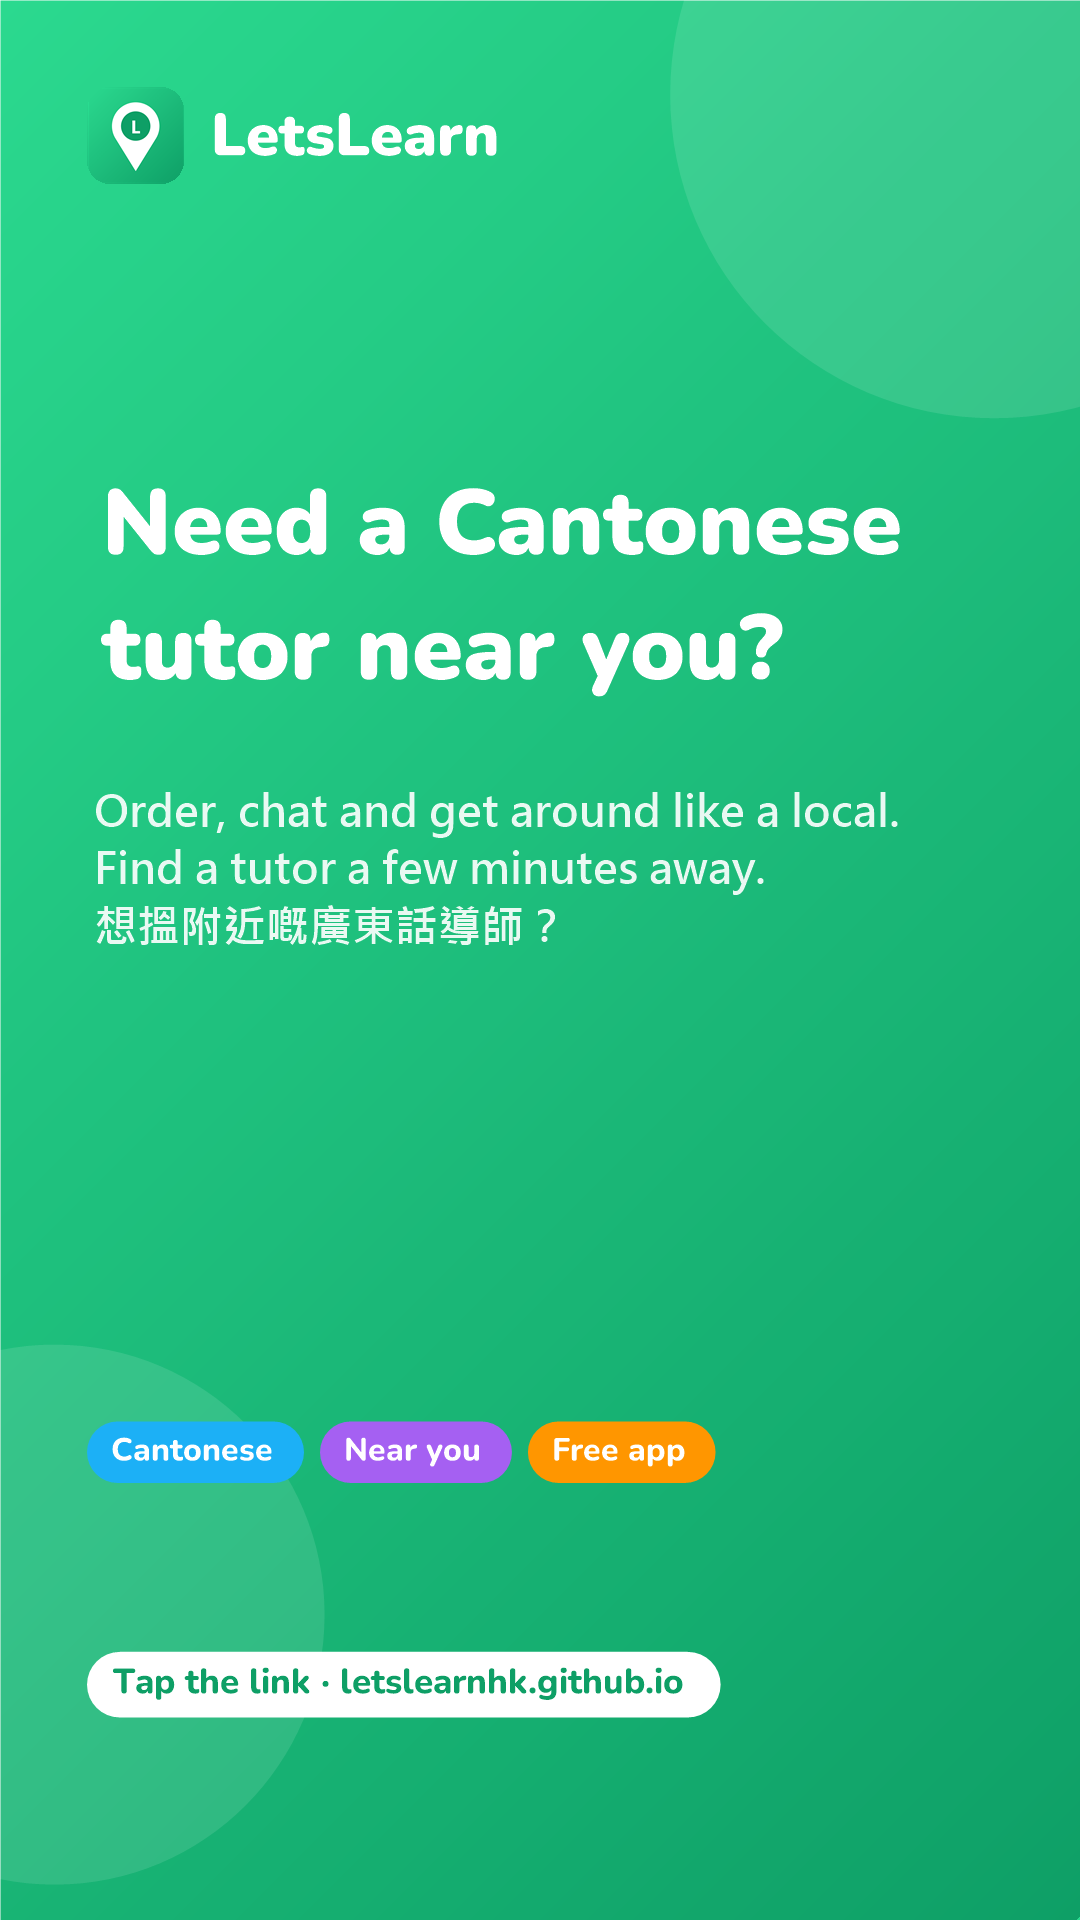 L
LetsLearn
Need a Cantonese
tutor near you?
Order, chat and get around like a local.
Find a tutor a few minutes away.
想搵附近嘅廣東話導師？
Cantonese
Near you
Free app
Tap the link · letslearnhk.github.io